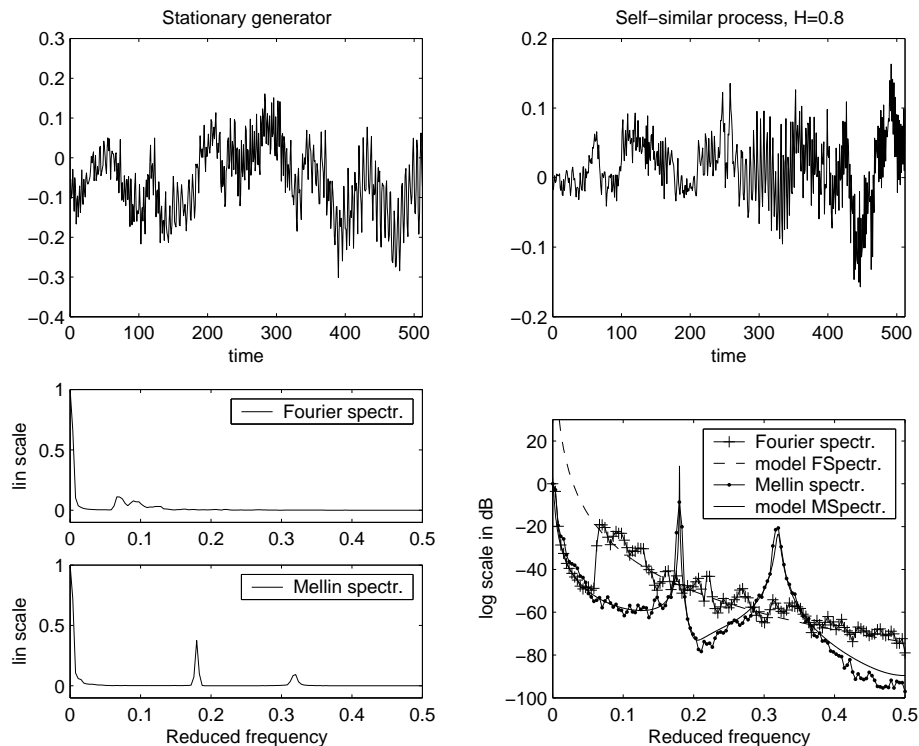 Stationary generator
0.3
0.2
0.1
0
−0.1
−0.2
−0.3
−0.4
0 100 200 300 400 500
time
Self−similar process, H=0.8
0.2
0.1
0
−0.1
−0.2
0 100 200 300 400 500
time
lin scale
1
0.5
0
Fourier spectr.
0 0.1 0.2 0.3 0.4 0.5
lin scale
1
0.5
0
Mellin spectr.
0 0.1 0.2 0.3 0.4 0.5
Reduced frequency
log scale in dB
20
0
−20
−40
−60
−80
−100
Fourier spectr.
model FSpectr.
Mellin spectr.
model MSpectr.
0 0.1 0.2 0.3 0.4 0.5
Reduced frequency